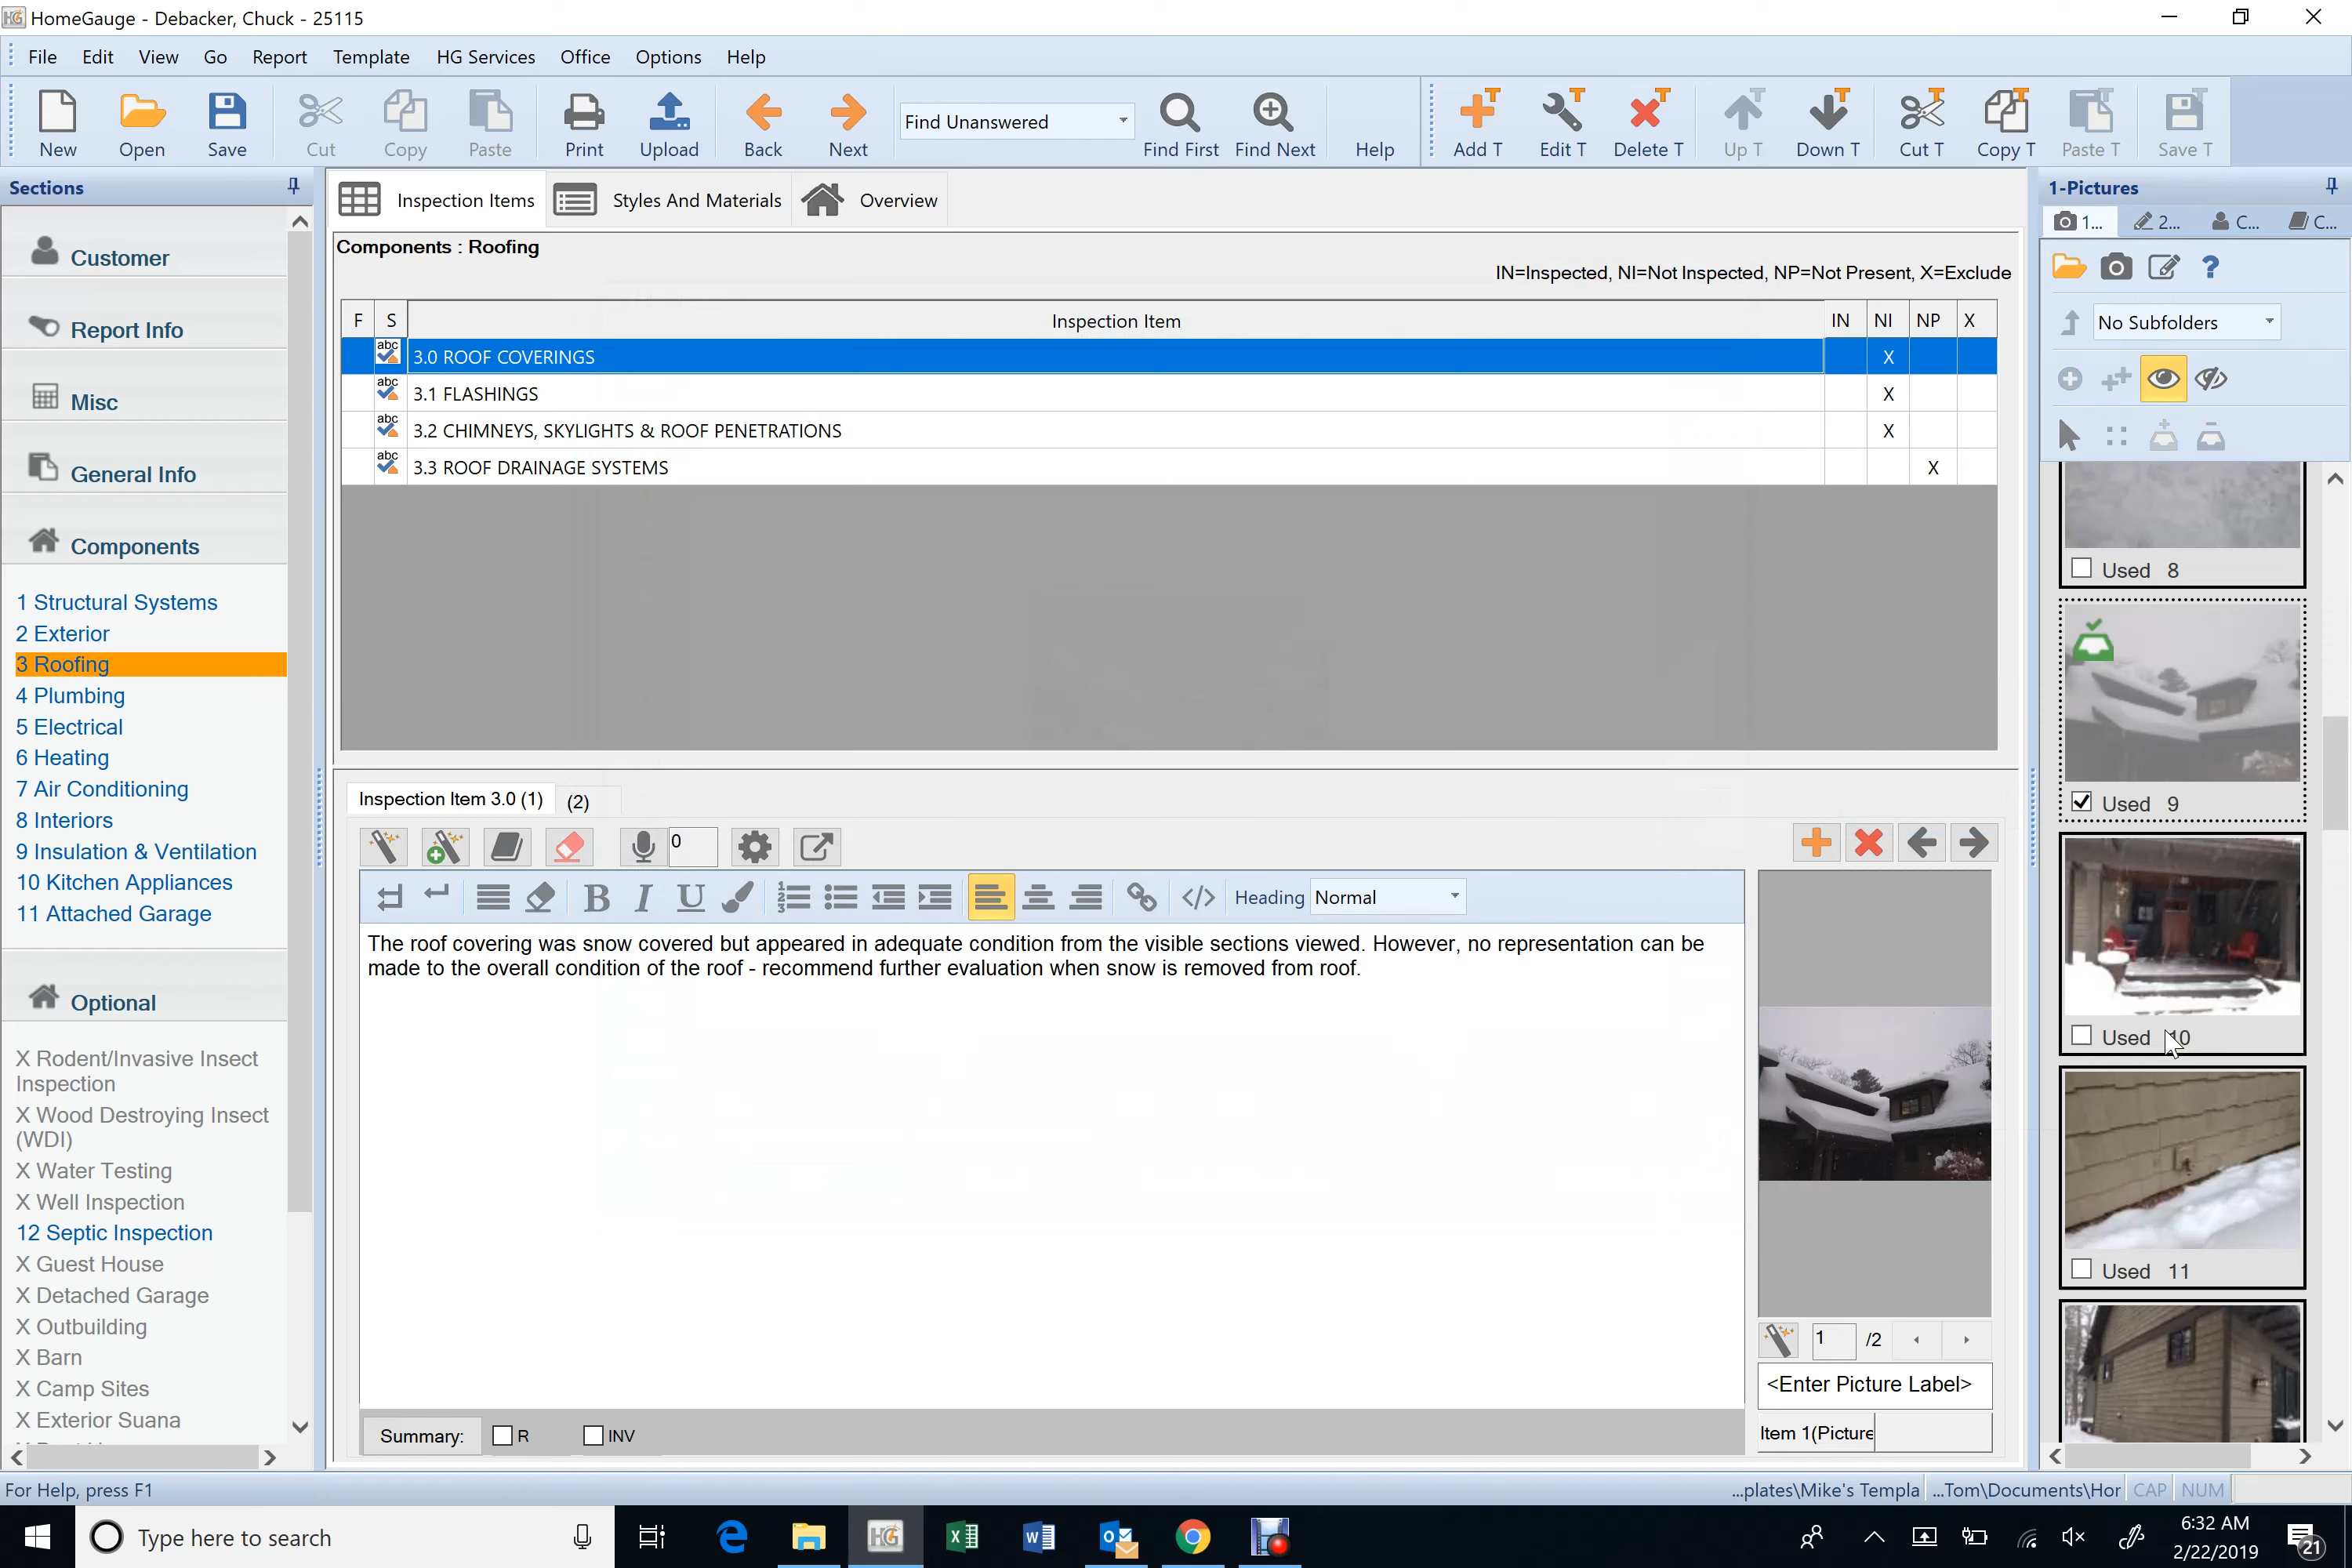 HomeGauge - Debacker, Chuck - 25115
File Edit View Go Report Template HG Services Office Options Help
New Open Save Cut Copy Paste Print Upload Back Next Find Unanswered Find First Find Next Help Add T Edit T Delete T Up T Down T Cut T Copy T Paste T Save T
Sections
Customer
Report Info
Misc
General Info
Components
1 Structural Systems
2 Exterior
3 Roofing
4 Plumbing
5 Electrical
6 Heating
7 Air Conditioning
8 Interiors
9 Insulation & Ventilation
10 Kitchen Appliances
11 Attached Garage
Optional
X Rodent/Invasive Insect
Inspection
X Wood Destroying Insect
(WDI)
X Water Testing
X Well Inspection
12 Septic Inspection
X Guest House
X Detached Garage
X Outbuilding
X Barn
X Camp Sites
X Exterior Suana
Inspection Items Styles And Materials Overview
Components : Roofing
IN=Inspected, NI=Not Inspected, NP=Not Present, X=Exclude
F S Inspection Item IN NI NP X
abc 3.0 ROOF COVERINGS X
abc 3.1 FLASHINGS X
abc 3.2 CHIMNEYS, SKYLIGHTS & ROOF PENETRATIONS X
abc 3.3 ROOF DRAINAGE SYSTEMS X
Inspection Item 3.0 (1) (2)
0
B I U Heading Normal
The roof covering was snow covered but appeared in adequate condition from the visible sections viewed. However, no representation can be
made to the overall condition of the roof - recommend further evaluation when snow is removed from roof.
1 /2
<Enter Picture Label>
Item 1(Picture
Summary: R INV
1-Pictures
1... 2... C... C...
No Subfolders
Used 8
Used 9
Used 10
Used 11
For Help, press F1
...plates\Mike's Templa ...Tom\Documents\Hor CAP NUM
Type here to search
6:32 AM
2/22/2019
21